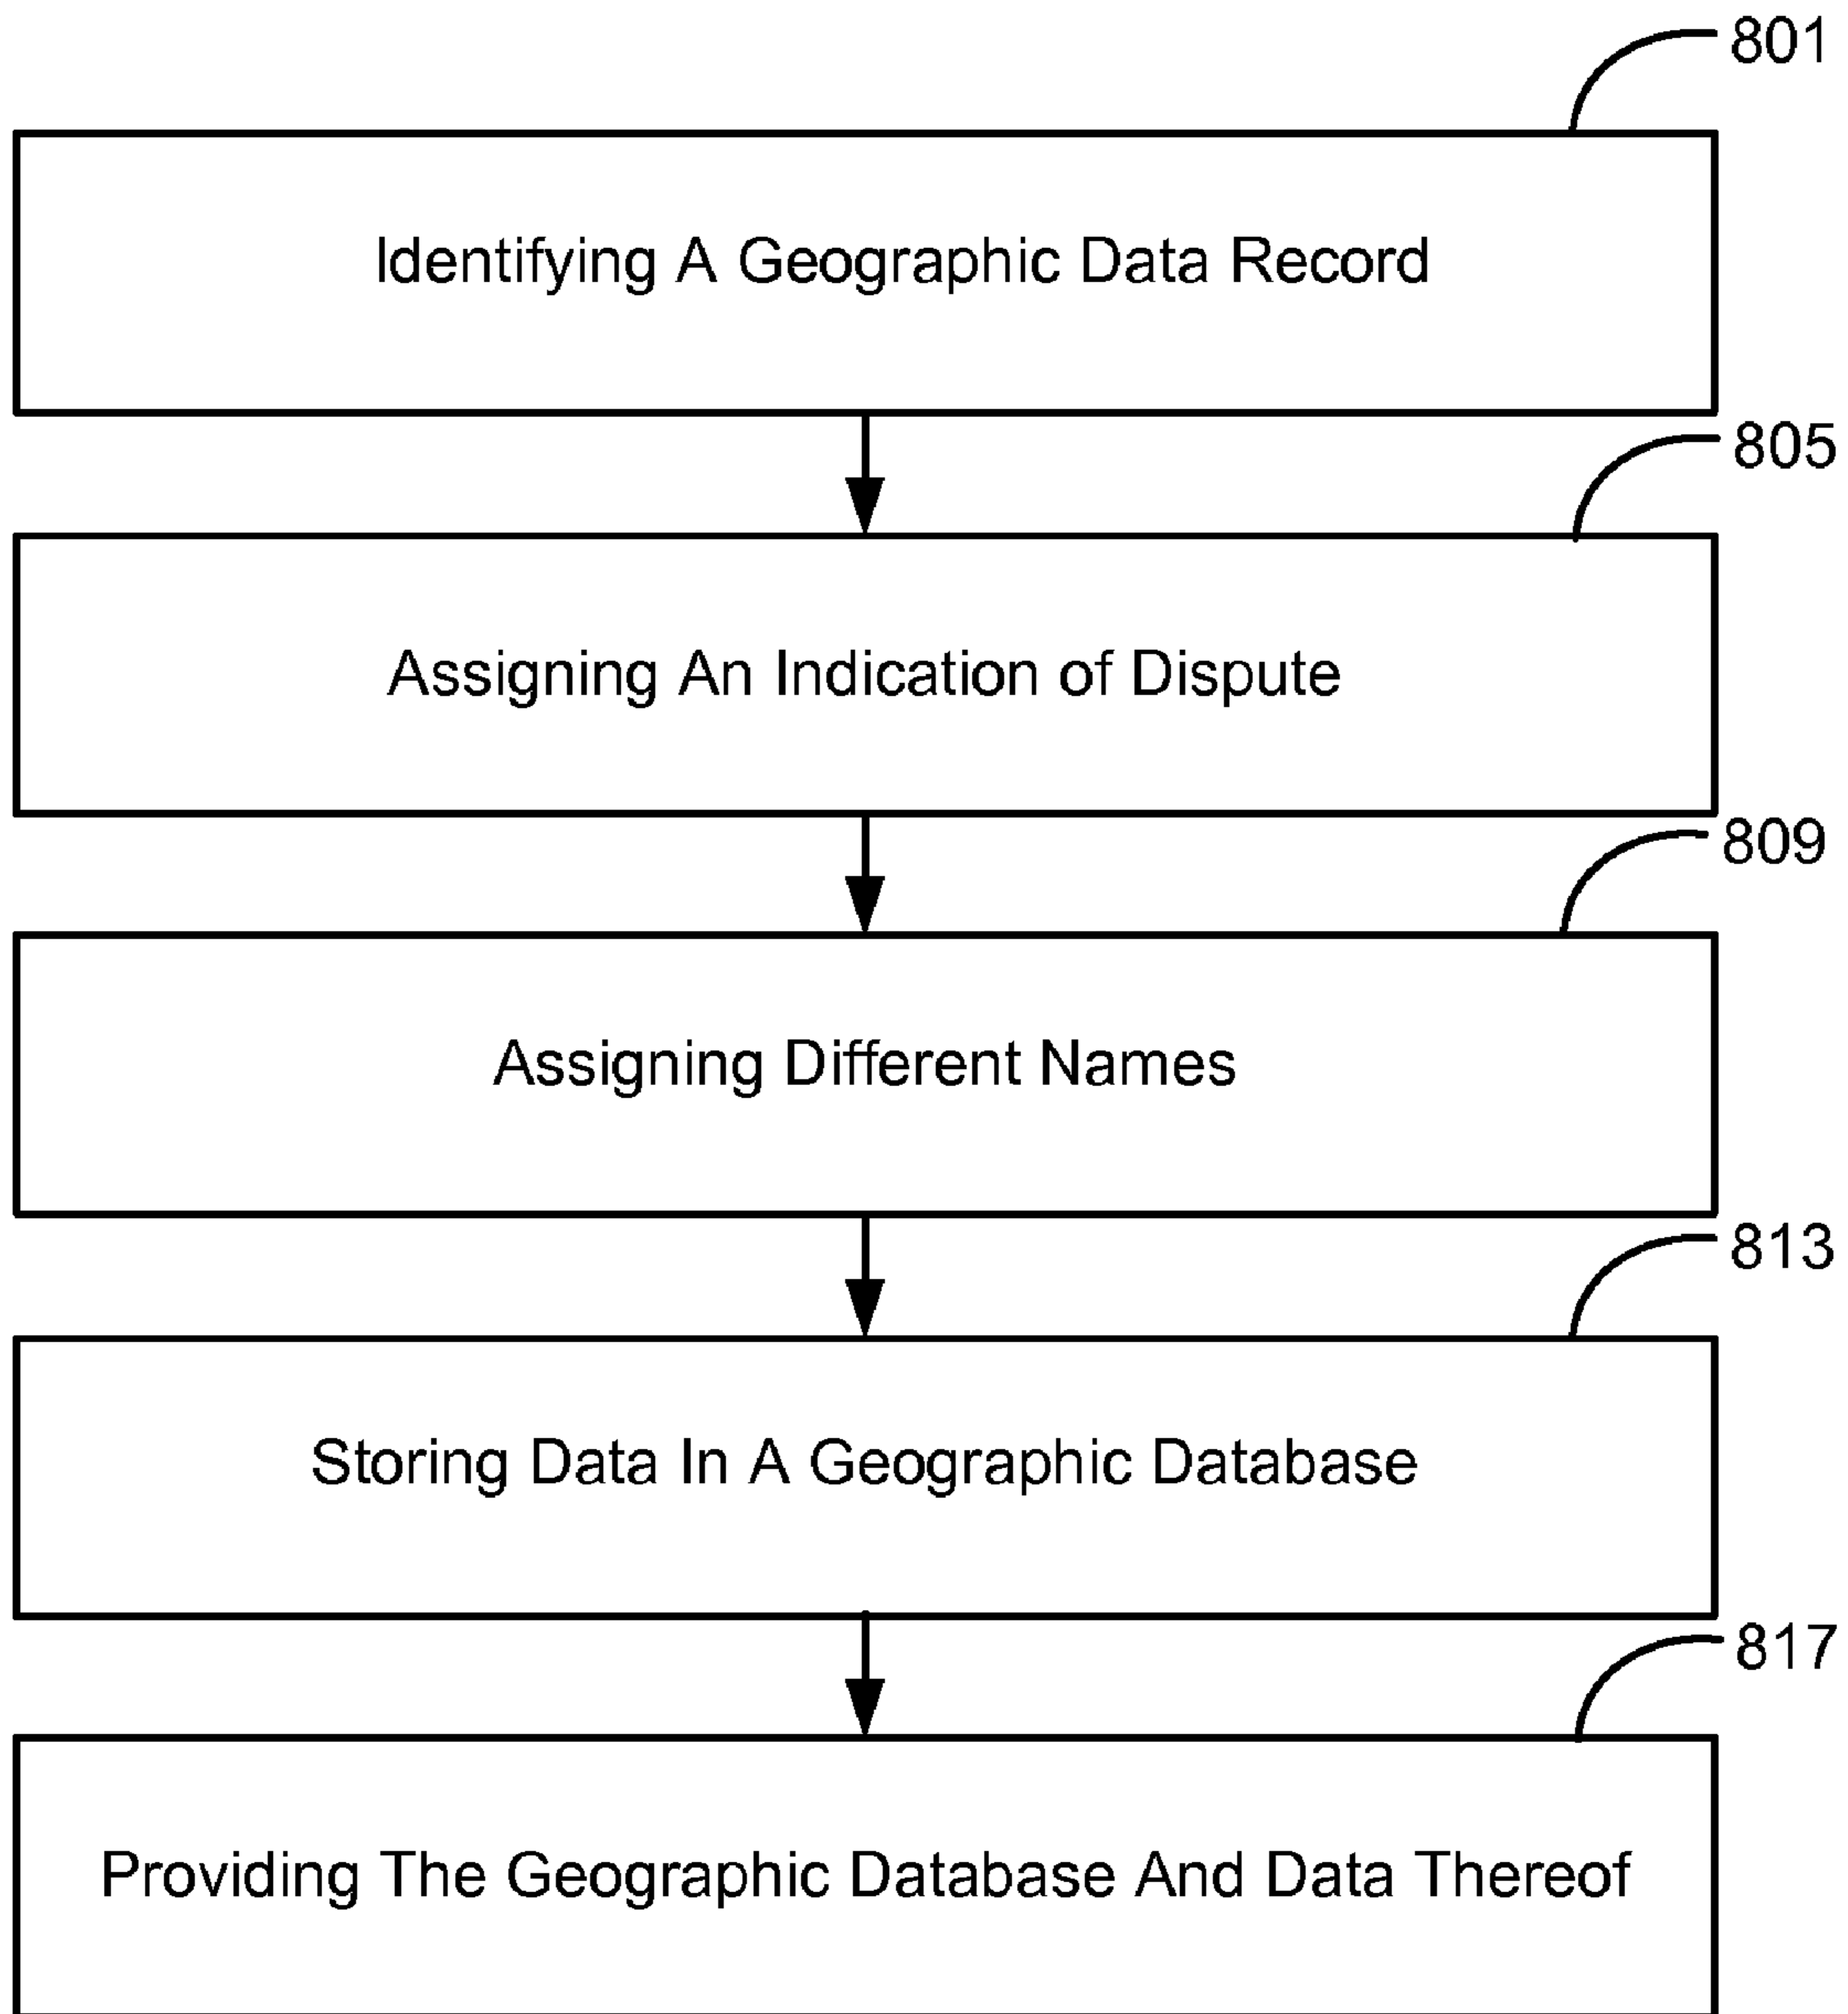 801
Identifying A Geographic Data Record
805
Assigning An Indication of Dispute
809
Assigning Different Names
813
Storing Data In A Geographic Database
817
Providing The Geographic Database And Data Thereof